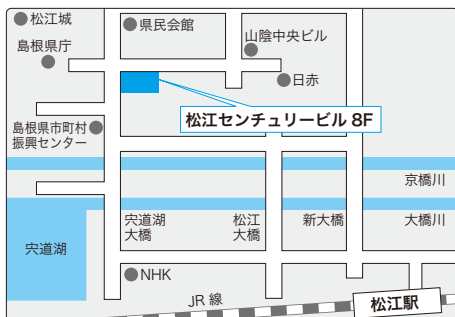 松江城
県民会館
島根県庁
山陰中央ビル
日赤
松江センチュリービル 8F
島根県市町村
振興センター
京橋川
宍道湖
大橋
松江
大橋
新大橋
大橋川
宍道湖
NHK
JR 線
松江駅